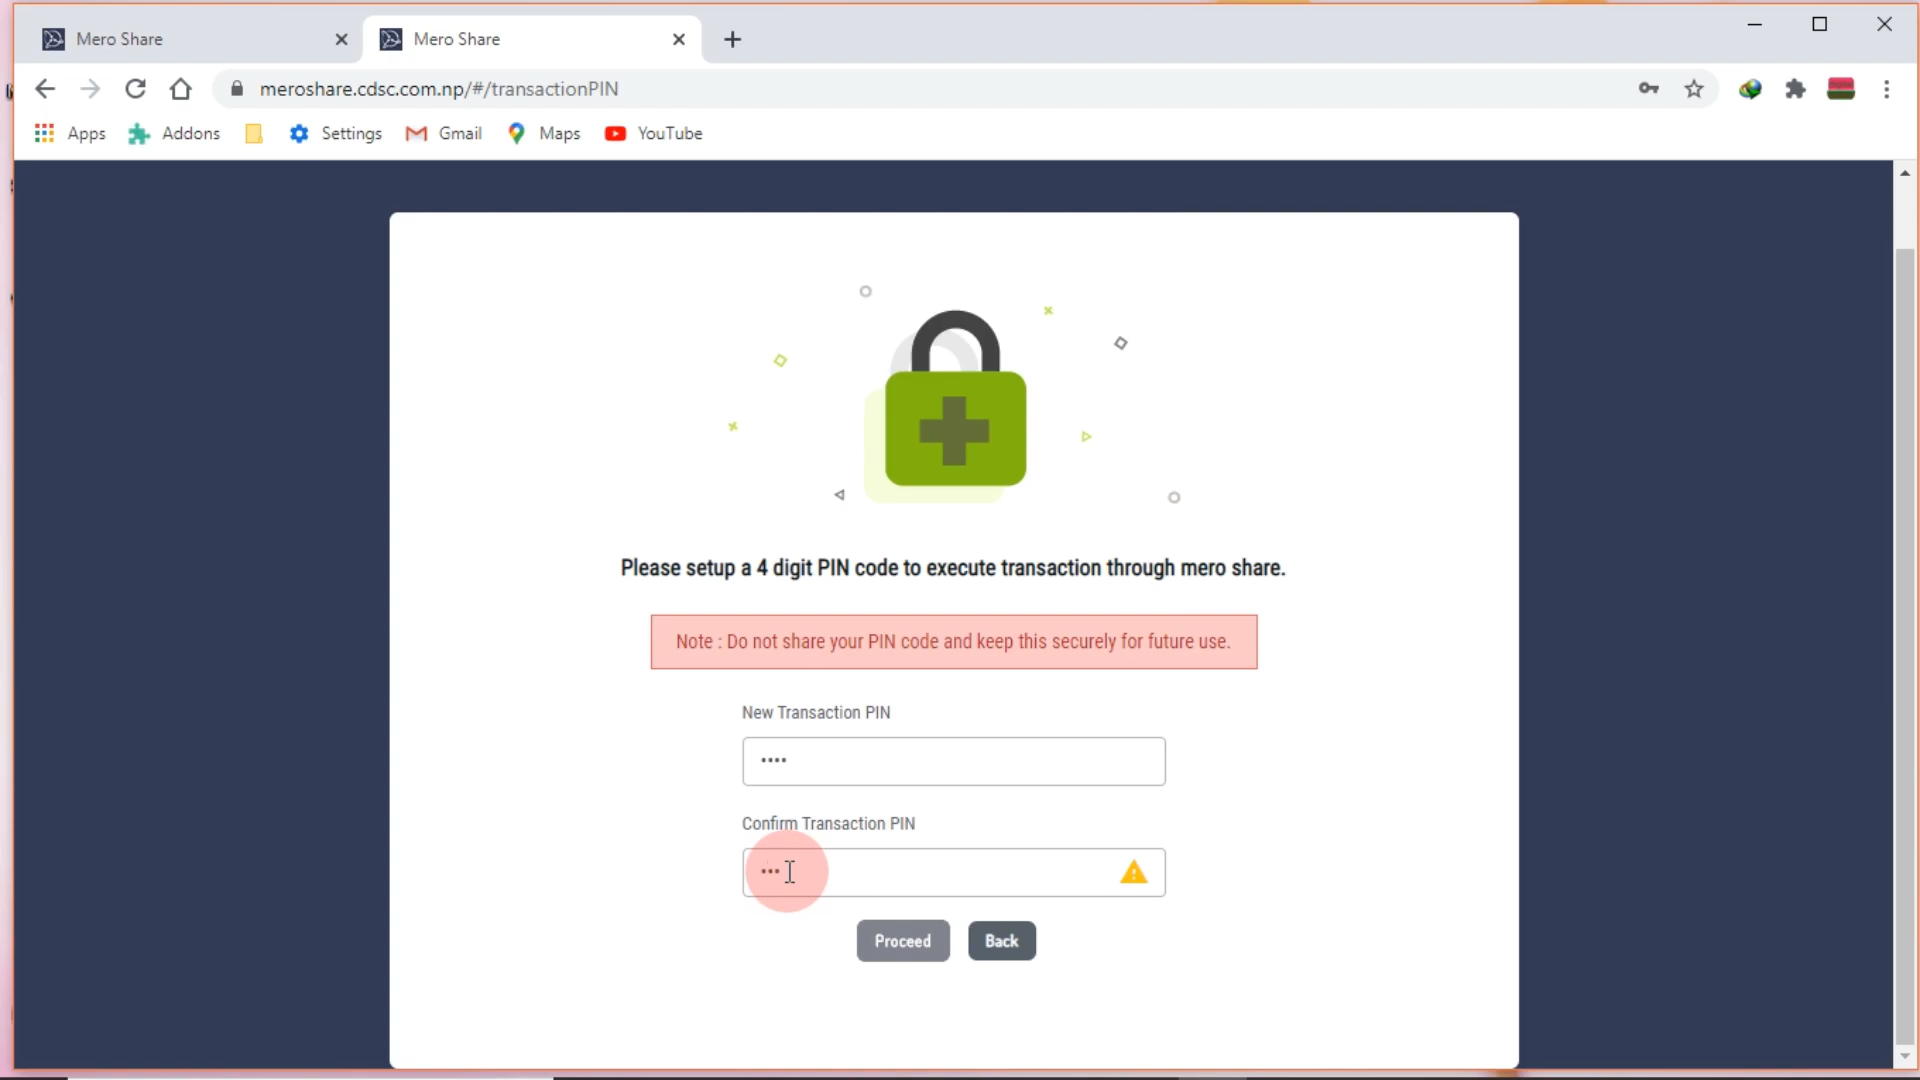 Mero Share
Mero Share
meroshare.cdsc.com.np/#/transactionPIN
Apps Addons Settings Gmail Maps YouTube
Please setup a 4 digit PIN code to execute transaction through mero share.
Note : Do not share your PIN code and keep this securely for future use.
New Transaction PIN
••••
Confirm Transaction PIN
•••
Proceed Back